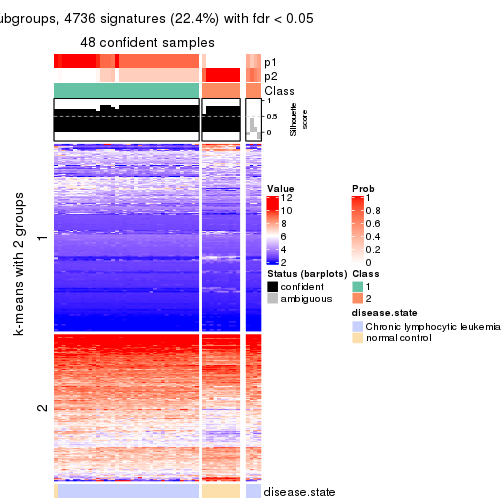 ubgroups, 4736 signatures (22.4%) with fdr < 0.05
48 confident samples
p1
p2
Class
1
0.5
0
Silhouette
score
k-means with 2 groups
1
2
Value
12
10
8
6
4
2
Prob
1
0.8
0.6
0.4
0.2
0
Status (barplots)
confident
ambiguous
Class
1
2
disease.state
Chronic lymphocytic leukemia
normal control
disease.state